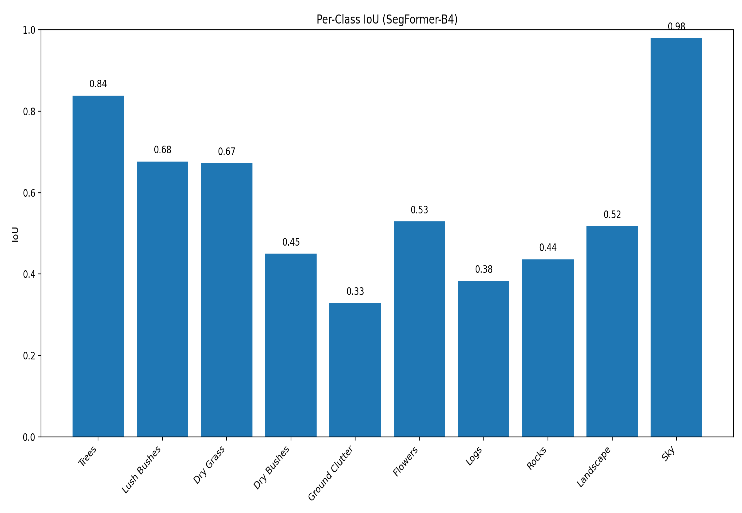 Per-Class IoU (SegFormer-B4)
IoU
1.0
0.8
0.6
0.4
0.2
0.0
0.84
0.68
0.67
0.45
0.33
0.53
0.38
0.44
0.52
0.98
Trees
Lush Bushes
Dry Grass
Dry Bushes
Ground Clutter
Flowers
Logs
Rocks
Landscape
Sky